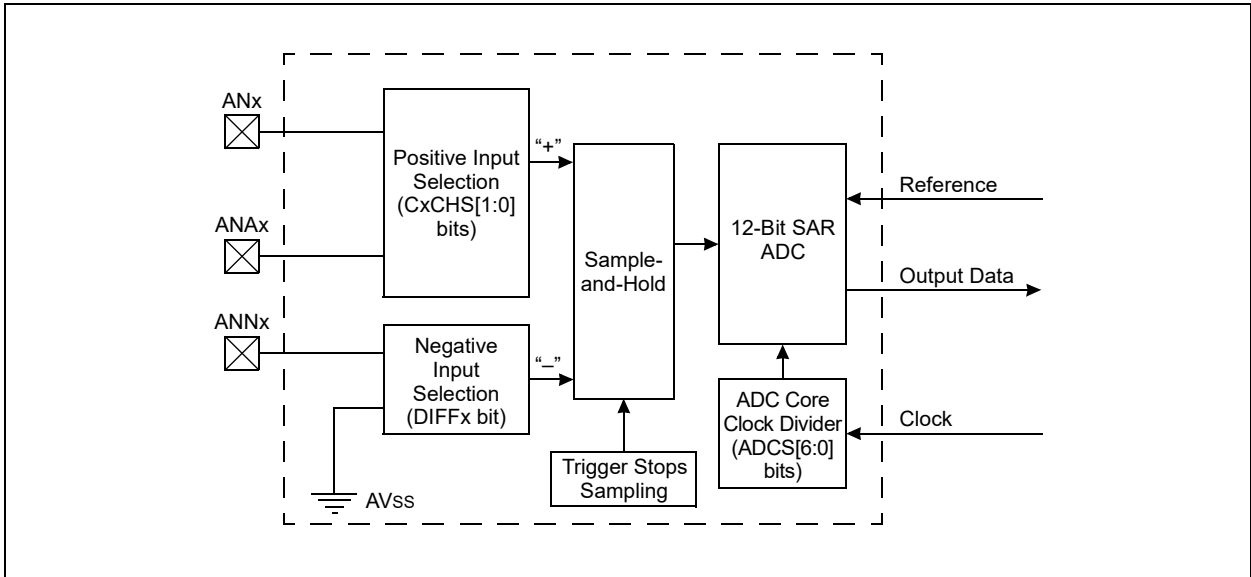 ANx
ANAx
ANNx
Positive Input
Selection
(CxCHS[1:0]
bits)
"+"
Negative
Input
Selection
(DIFFx bit)
"–"
AVSS
Sample-
and-Hold
Trigger Stops
Sampling
12-Bit SAR
ADC
ADC Core
Clock Divider
(ADCS[6:0]
bits)
Reference
Output Data
Clock